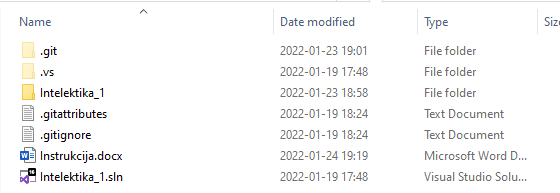 Name Date modified Type Size
.git 2022-01-23 19:01 File folder
.vs 2022-01-19 17:48 File folder
Intelektika_1 2022-01-23 18:58 File folder
.gitattributes 2022-01-19 18:24 Text Document
.gitignore 2022-01-19 18:24 Text Document
Instrukcija.docx 2022-01-24 19:19 Microsoft Word D...
Intelektika_1.sln 2022-01-19 17:48 Visual Studio Solu...